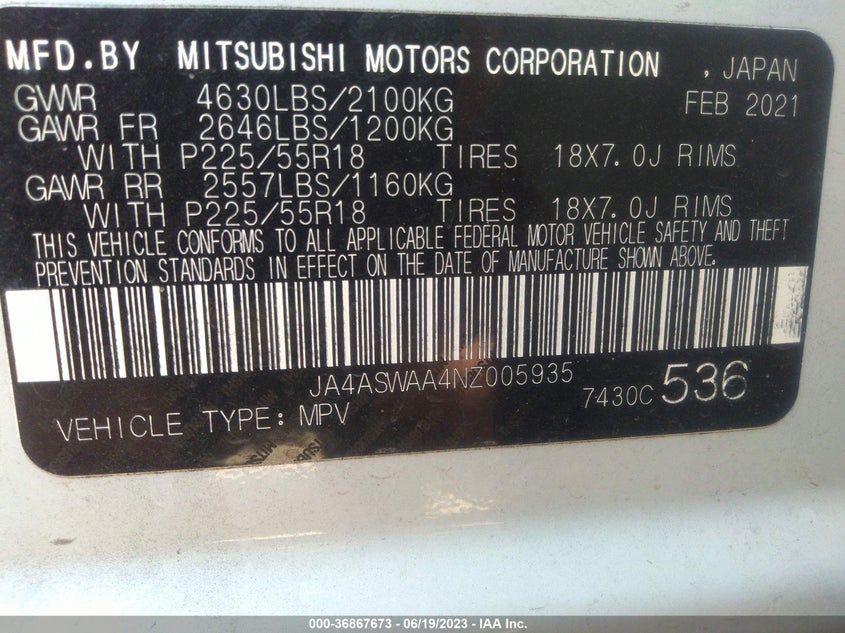 MFD.BY MITSUBISHI MOTORS CORPORATION , JAPAN
GVWR 4630LBS/2100KG FEB 2021
GAWR FR 2646LBS/1200KG
WITH P225/55R18 TIRES 18X7.0J RIMS
GAWR RR 2557LBS/1160KG
WITH P225/55R18 TIRES 18X7.0J RIMS
THIS VEHICLE CONFORMS TO ALL APPLICABLE FEDERAL MOTOR VEHICLE SAFETY AND THEFT
PREVENTION STANDARDS IN EFFECT ON THE DATE OF MANUFACTURE SHOWN ABOVE.
JA4ASWAA4NZ005935
7430C 536
VEHICLE TYPE: MPV
000-36867673 — 06/19/2023 — IAA Inc.